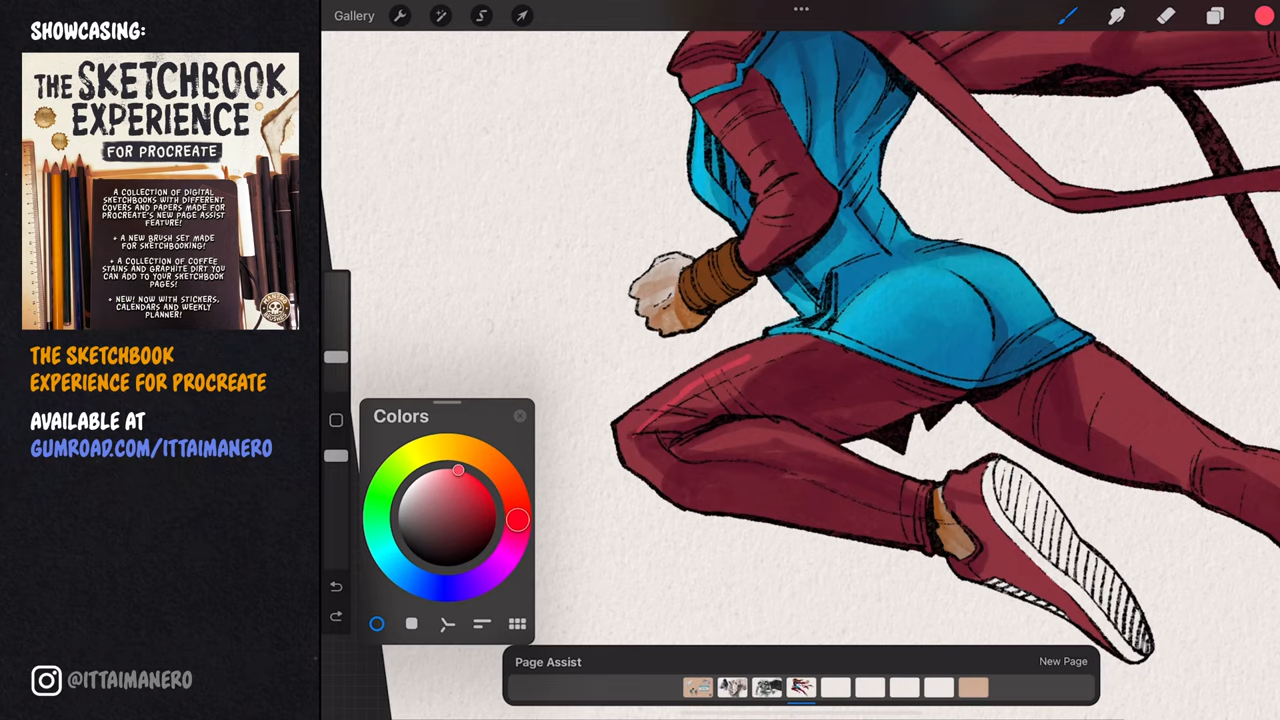 SHOWCASING:
THE SKETCHBOOK
EXPERIENCE
FOR PROCREATE
A COLLECTION OF DIGITAL
SKETCHBOOKS WITH DIFFERENT
COVERS AND PAPERS MADE FOR
PROCREATE'S NEW PAGE ASSIST
FEATURE!
+ A NEW BRUSH SET MADE
FOR SKETCHBOOKING!
+ A COLLECTION OF COFFEE
STAINS AND GRAPHITE DIRT YOU
CAN ADD TO YOUR SKETCHBOOK
PAGES!
+ NEW! NOW WITH STICKERS,
CALENDARS AND WEEKLY
PLANNER!
THE SKETCHBOOK
EXPERIENCE FOR PROCREATE
AVAILABLE AT
GUMROAD.COM/ITTAIMANERO
@ITTAIMANERO
Gallery
Colors
Page Assist
New Page